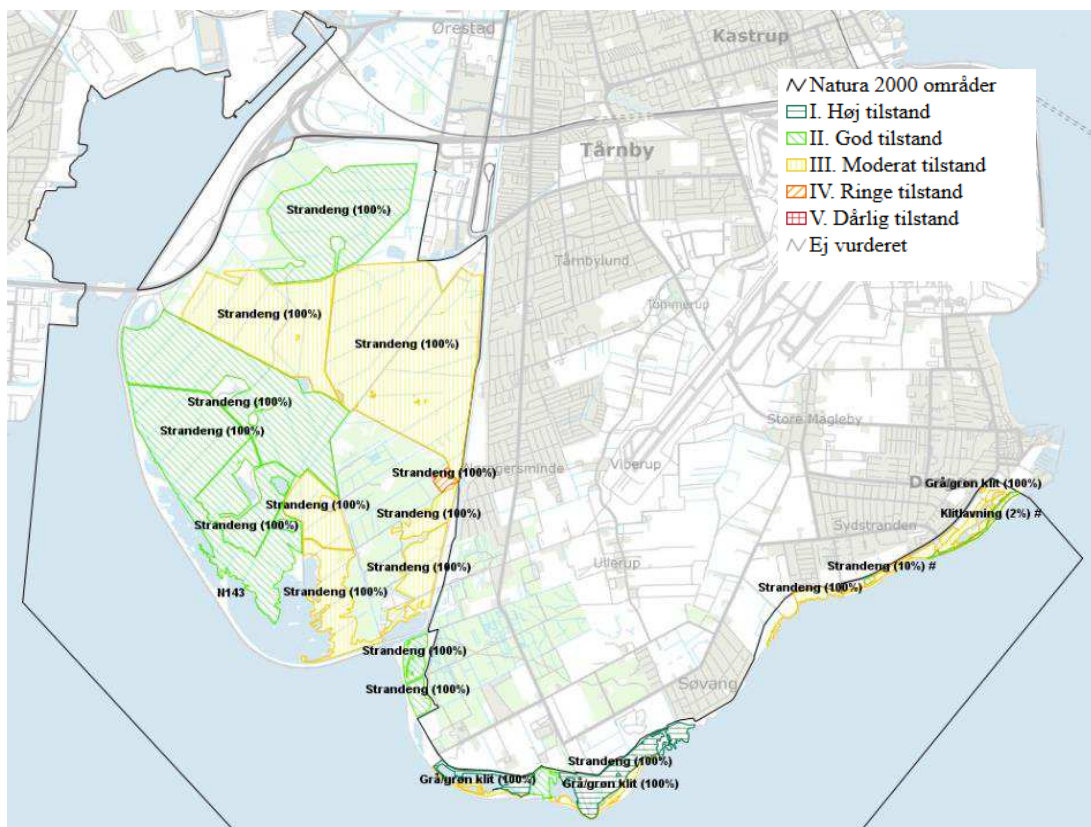 Ørestad
Kastrup
Natura 2000 områder
I. Høj tilstand
II. God tilstand
III. Moderat tilstand
IV. Ringe tilstand
V. Dårlig tilstand
Ej vurderet
Tårnby
Strandeng (100%)
Tårnbylund
Tømmerup
Strandeng (100%)
Strandeng (100%)
Strandeng (100%)
Strandeng (100%)
Store Magleby
Viberup
Strandeng (100%)
Grå/grøn klit (100%)
Strandeng (100%)
Strandeng (100%)
Klitlavning (2%) #
Strandeng (100%)
Sydstranden
Ullerup
Strandeng (10%) #
Strandeng (100%)
Strandeng (100%)
Strandeng (100%)
N143
Strandeng (100%)
Strandeng (100%)
Søvang
Strandeng (100%)
Grå/grøn klit (100%)
Grå/grøn klit (100%)